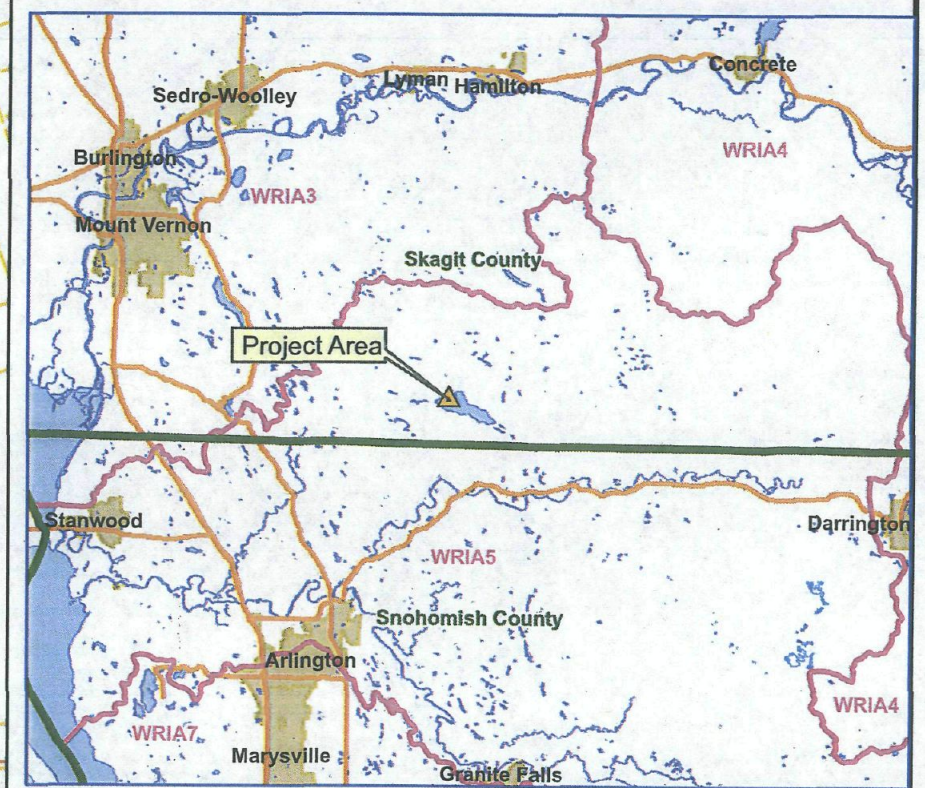 Concrete
Lyman
Hamilton
Sedro-Woolley
WRIA4
Burlington
WRIA3
Mount Vernon
Skagit County
Project Area
Stanwood
Darrington
WRIA5
Snohomish County
Arlington
WRIA4
WRIA7
Marysville
Granite Falls